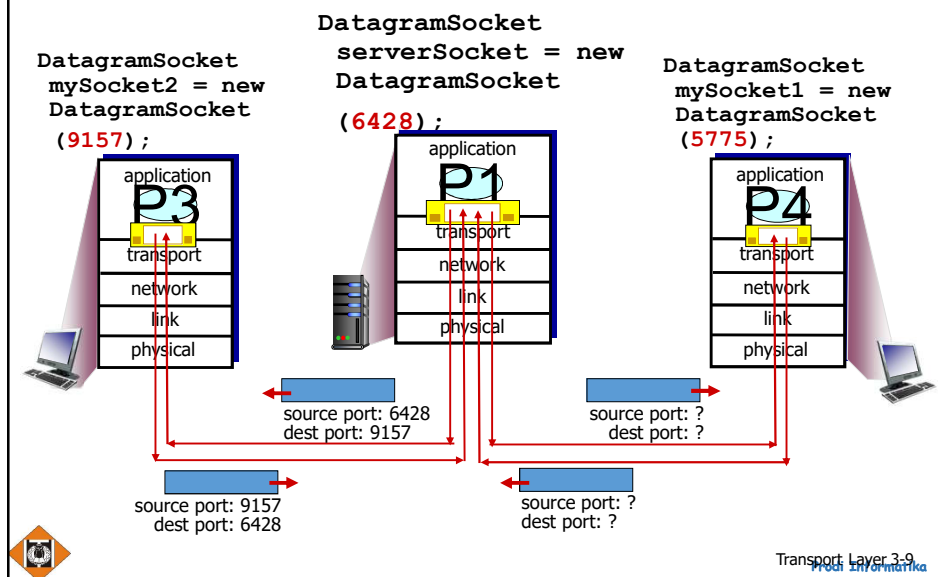 DatagramSocket
serverSocket = new
DatagramSocket
(6428);
DatagramSocket
mySocket2 = new
DatagramSocket
(9157);
DatagramSocket
mySocket1 = new
DatagramSocket
(5775);
application
P3
transport
network
link
physical
application
P1
transport
network
link
physical
application
P4
transport
network
link
physical
source port: 6428
dest port: 9157
source port: ?
dest port: ?
source port: 9157
dest port: 6428
source port: ?
dest port: ?
Transport Layer 3-9
Prodi Informatika